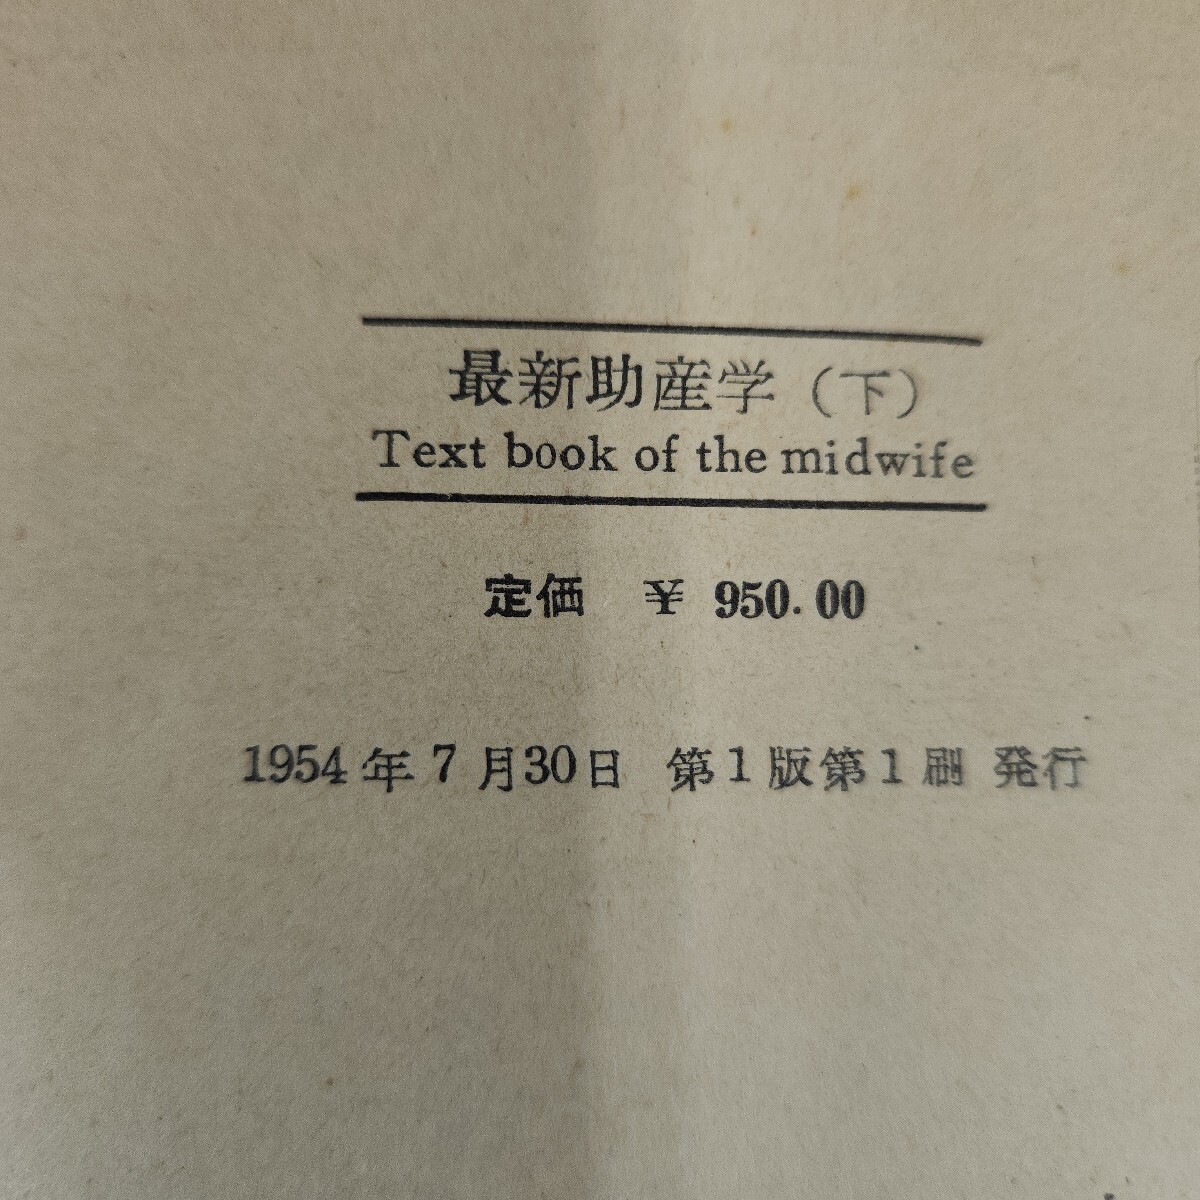 最新助産学（下）
Text book of the midwife
定価 ¥ 950.00
1954年7月30日 第1版第1刷 発行